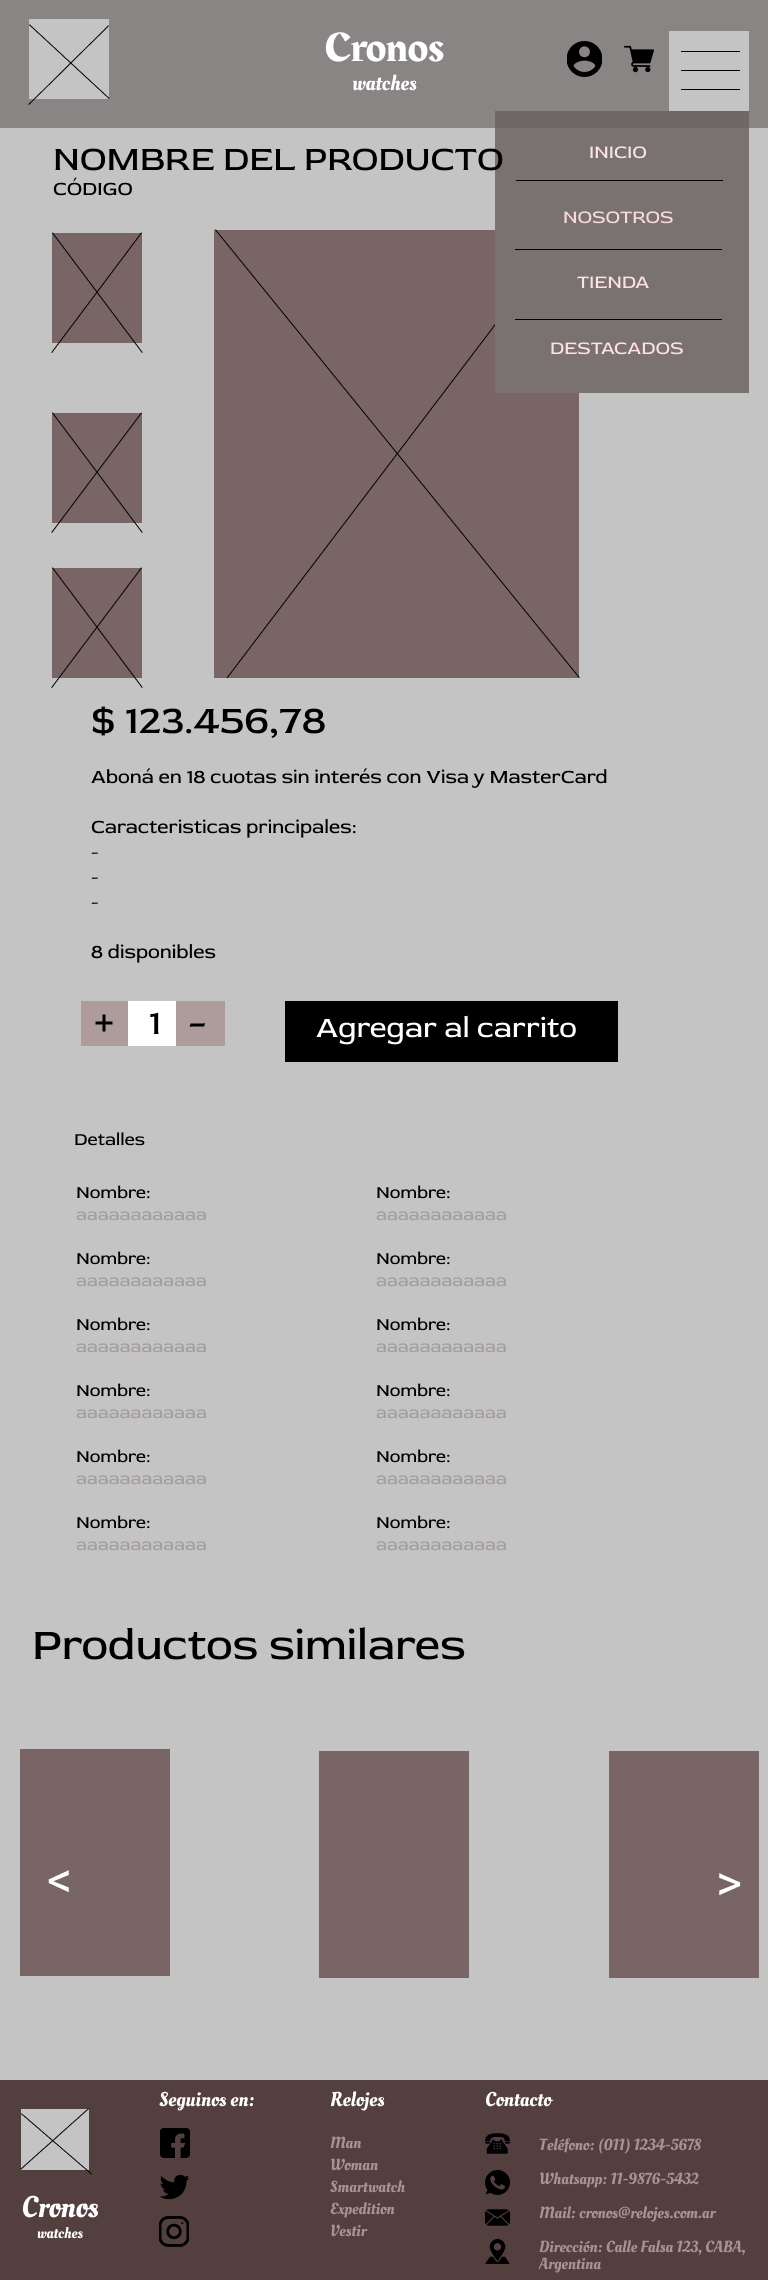 Cronos
watches
NOMBRE DEL PRODUCTO
CÓDIGO
INICIO
NOSOTROS
TIENDA
DESTACADOS
$ 123.456,78
Aboná en 18 cuotas sin interés con Visa y MasterCard
Caracteristicas principales:
-
-
-
8 disponibles
+ 1 -
Agregar al carrito
Detalles
Nombre: Nombre:
aaaaaaaaaaaa aaaaaaaaaaaa
Nombre: Nombre:
aaaaaaaaaaaa aaaaaaaaaaaa
Nombre: Nombre:
aaaaaaaaaaaa aaaaaaaaaaaa
Nombre: Nombre:
aaaaaaaaaaaa aaaaaaaaaaaa
Nombre: Nombre:
aaaaaaaaaaaa aaaaaaaaaaaa
Nombre: Nombre:
aaaaaaaaaaaa aaaaaaaaaaaa
Productos similares
< >
Cronos
watches
Seguinos en:
Relojes
Man
Woman
Smartwatch
Expedition
Vestir
Contacto
Teléfono: (011) 1234-5678
Whatsapp: 11-9876-5432
Mail: cronos@relojes.com.ar
Dirección: Calle Falsa 123, CABA,
Argentina